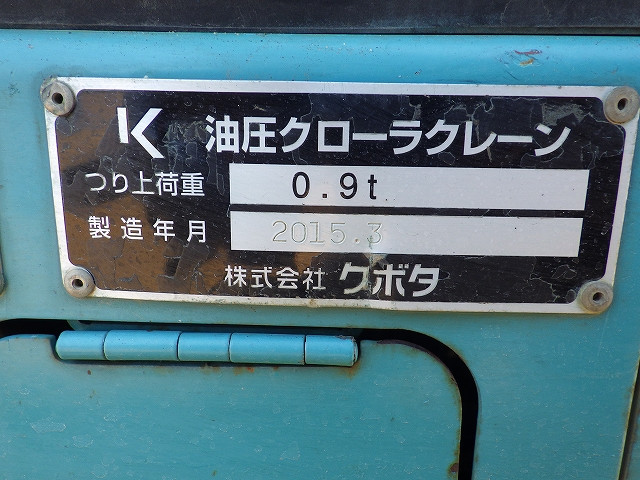 K 油圧クローラクレーン
つり上荷重 0.9t
製造年月 2015.3
株式会社 クボタ